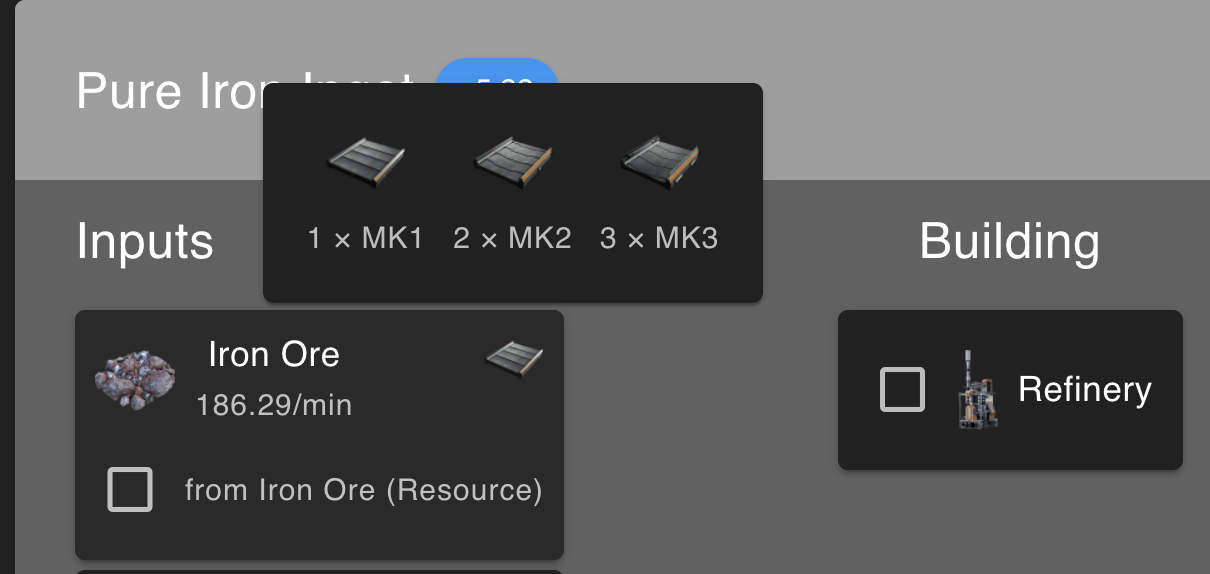 Pure Iron Ingot
1 × MK1 2 × MK2 3 × MK3
Inputs
Building
Iron Ore
186.29/min
Refinery
from Iron Ore (Resource)